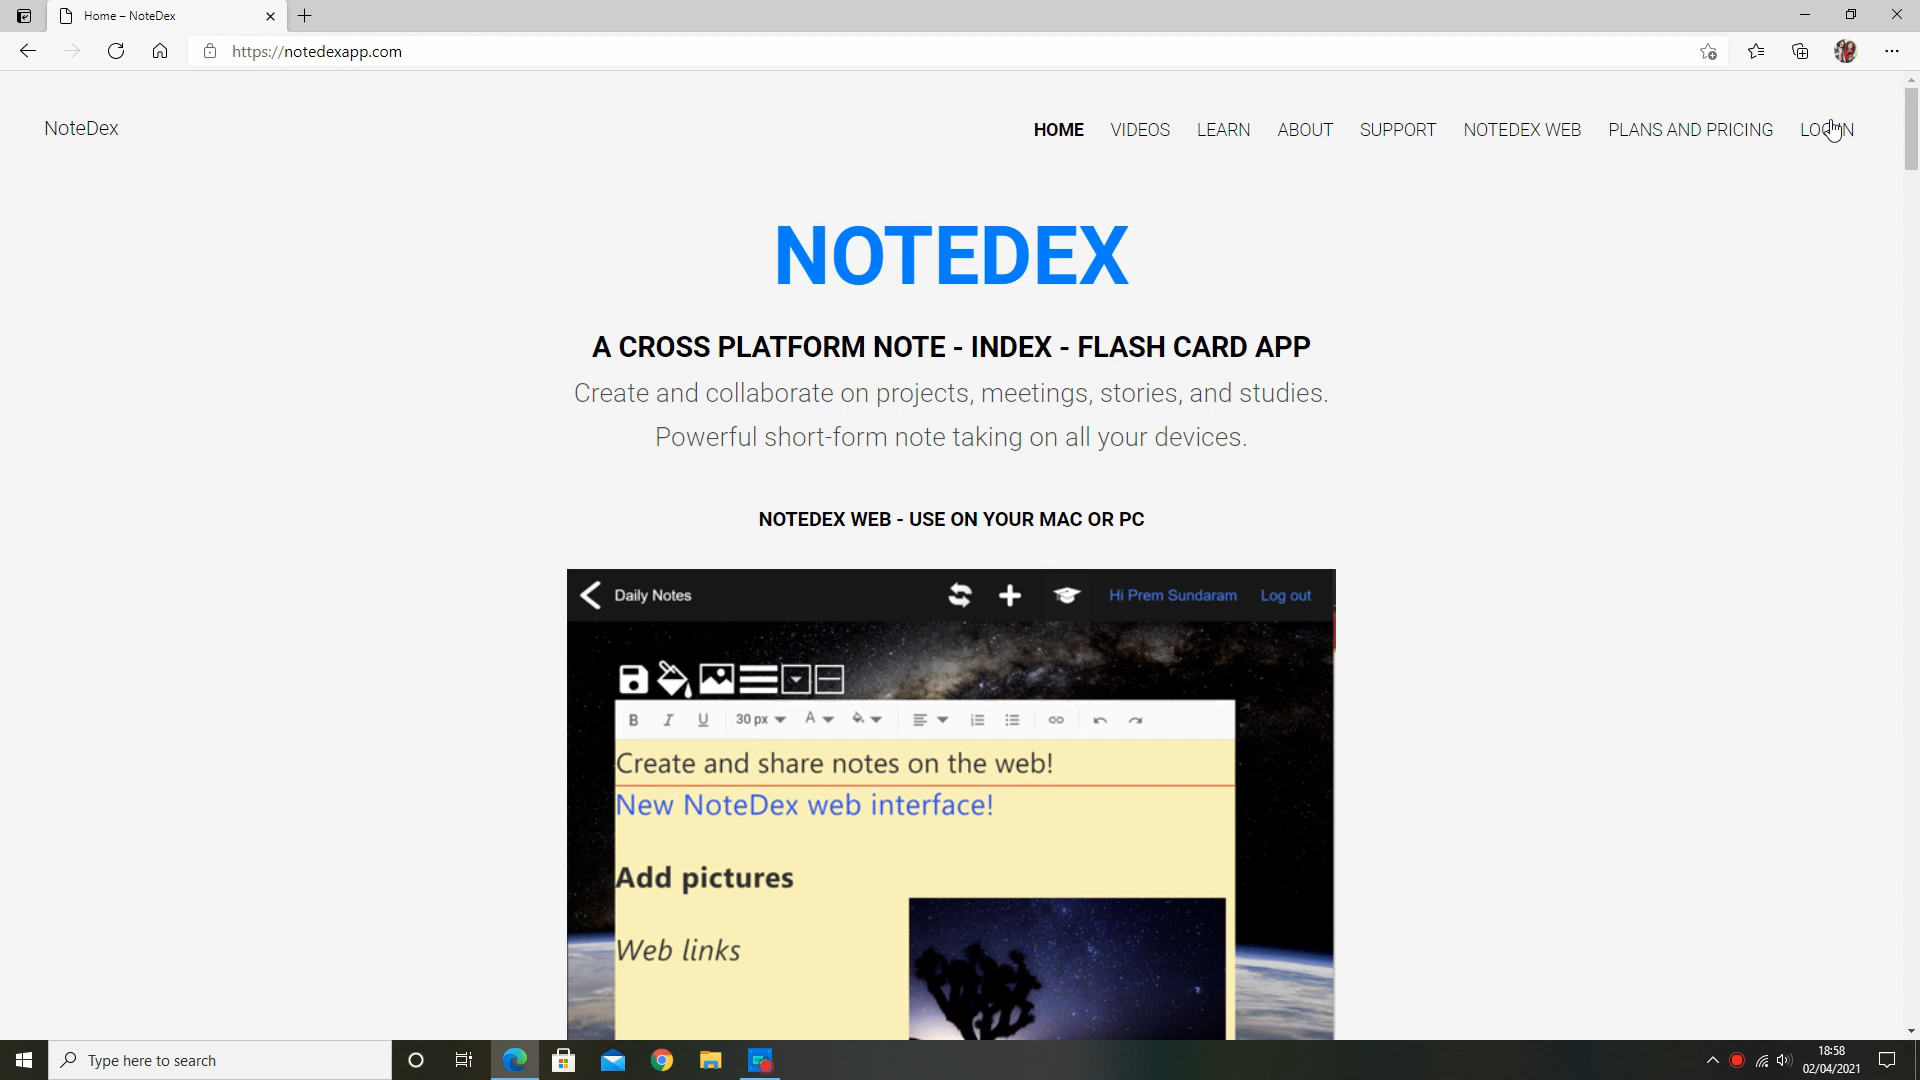 Home – NoteDex
https://notedexapp.com
NoteDex
HOME VIDEOS LEARN ABOUT SUPPORT NOTEDEX WEB PLANS AND PRICING
NOTEDEX
A CROSS PLATFORM NOTE - INDEX - FLASH CARD APP
Create and collaborate on projects, meetings, stories, and studies.
Powerful short-form note taking on all your devices.
NOTEDEX WEB - USE ON YOUR MAC OR PC
Daily Notes Hi Prem Sundaram Log out
B I U 30 px A
Create and share notes on the web!
New NoteDex web interface!
Add pictures
Web links
Type here to search
18:58
02/04/2021